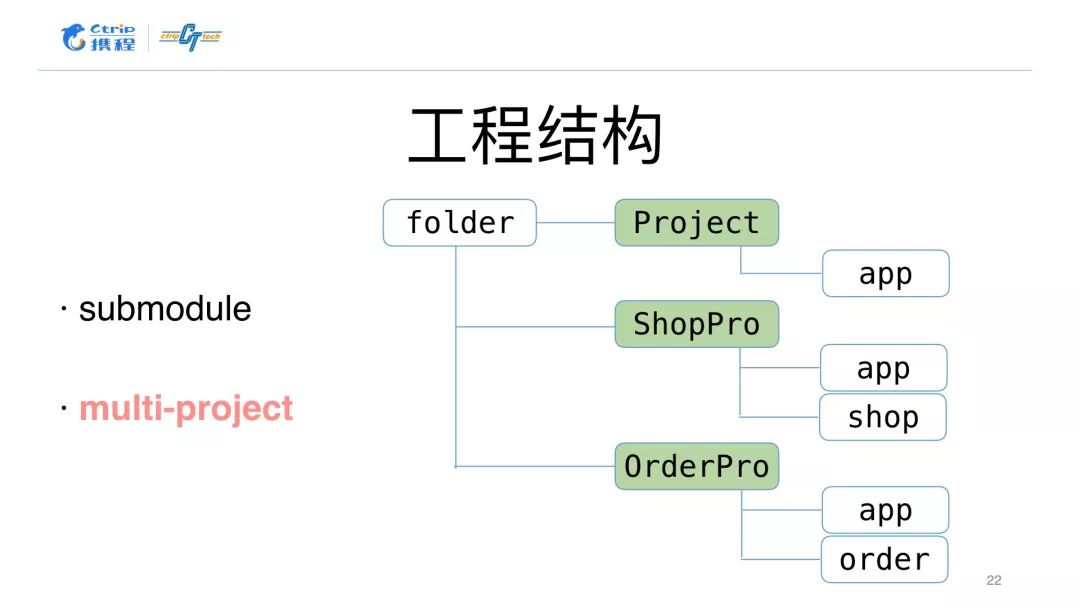 Ctrip
携程
ctrip CT tech
工程结构
folder
Project
app
· submodule
ShopPro
app
· multi-project
shop
OrderPro
app
order
22